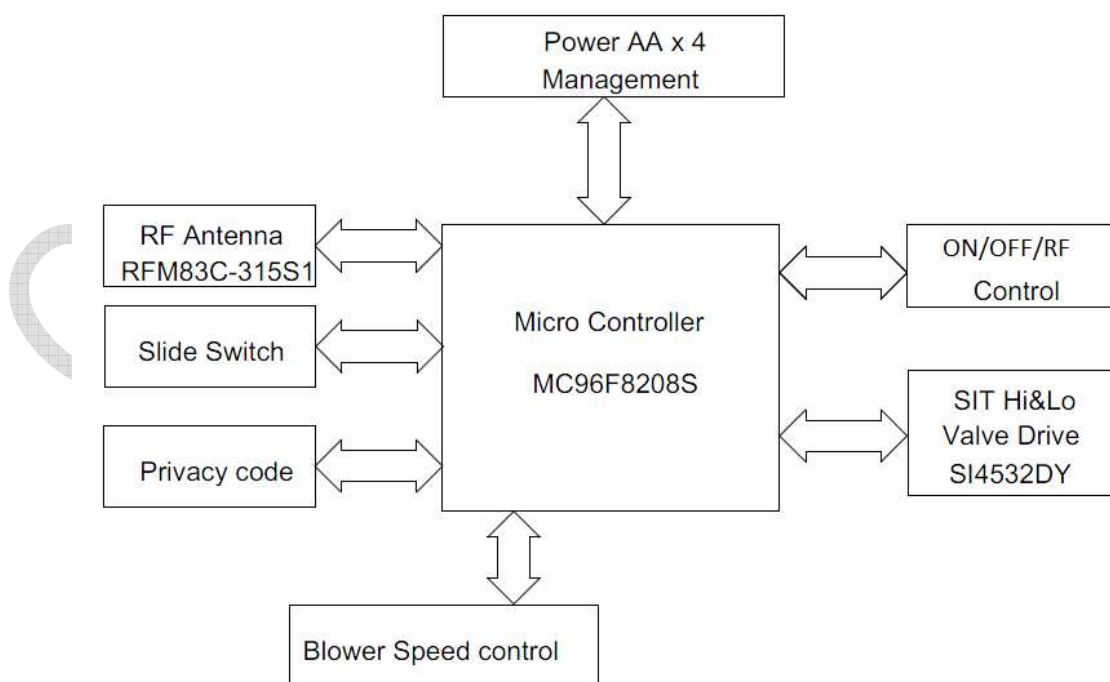 Power AA x 4
Management
RF Antenna
RFM83C-315S1
Slide Switch
Privacy code
Micro Controller
MC96F8208S
ON/OFF/RF
Control
SIT Hi&Lo
Valve Drive
SI4532DY
Blower Speed control